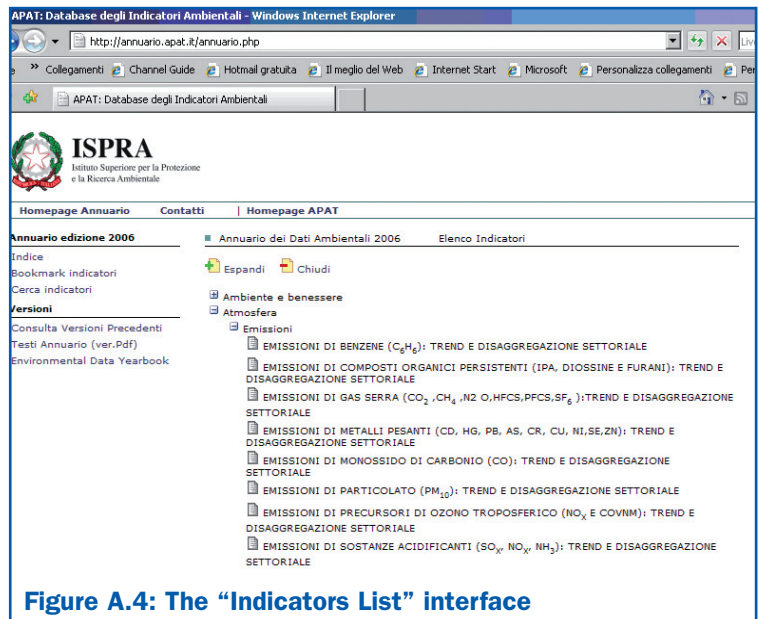 APAT: Database degli Indicatori Ambientali - Windows Internet Explorer
http://annuario.apat.it/annuario.php
» Collegamenti Channel Guide Hotmail gratuita Il meglio del Web Internet Start Microsoft Personalizza collegamenti
APAT: Database degli Indicatori Ambientali
ISPRA
Istituto Superiore per la Protezione
e la Ricerca Ambientale
Homepage Annuario Contatti | Homepage APAT
Annuario edizione 2006
Indice
Bookmark indicatori
Cerca indicatori
Versioni
Consulta Versioni Precedenti
Testi Annuario (ver.Pdf)
Environmental Data Yearbook
Annuario dei Dati Ambientali 2006 Elenco Indicatori
Espandi Chiudi
Ambiente e benessere
Atmosfera
Emissioni
EMISSIONI DI BENZENE (C6H6): TREND E DISAGGREGAZIONE SETTORIALE
EMISSIONI DI COMPOSTI ORGANICI PERSISTENTI (IPA, DIOSSINE E FURANI): TREND E
DISAGGREGAZIONE SETTORIALE
EMISSIONI DI GAS SERRA (CO2 ,CH4 ,N2 O,HFCS,PFCS,SF6 ):TREND E DISAGGREGAZIONE
SETTORIALE
EMISSIONI DI METALLI PESANTI (CD, HG, PB, AS, CR, CU, NI,SE,ZN): TREND E
DISAGGREGAZIONE SETTORIALE
EMISSIONI DI MONOSSIDO DI CARBONIO (CO): TREND E DISAGGREGAZIONE
SETTORIALE
EMISSIONI DI PARTICOLATO (PM10): TREND E DISAGGREGAZIONE SETTORIALE
EMISSIONI DI PRECURSORI DI OZONO TROPOSFERICO (NOX E COVNM): TREND E
DISAGGREGAZIONE SETTORIALE
EMISSIONI DI SOSTANZE ACIDIFICANTI (SOX, NOX, NH3): TREND E DISAGGREGAZIONE
SETTORIALE
Figure A.4: The “Indicators List” interface